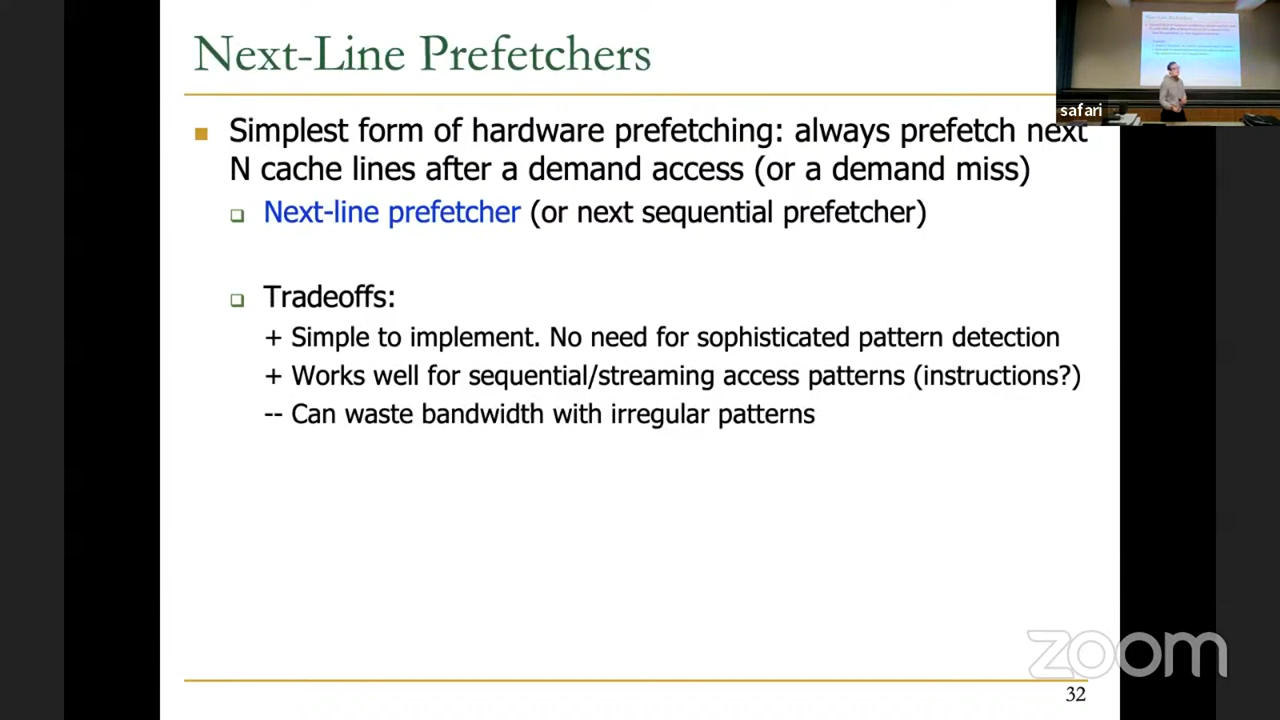 Next-Line Prefetchers
safari
Simplest form of hardware prefetching: always prefetch next
N cache lines after a demand access (or a demand miss)
Next-line prefetcher (or next sequential prefetcher)
Tradeoffs:
+ Simple to implement. No need for sophisticated pattern detection
+ Works well for sequential/streaming access patterns (instructions?)
-- Can waste bandwidth with irregular patterns
zoom
32